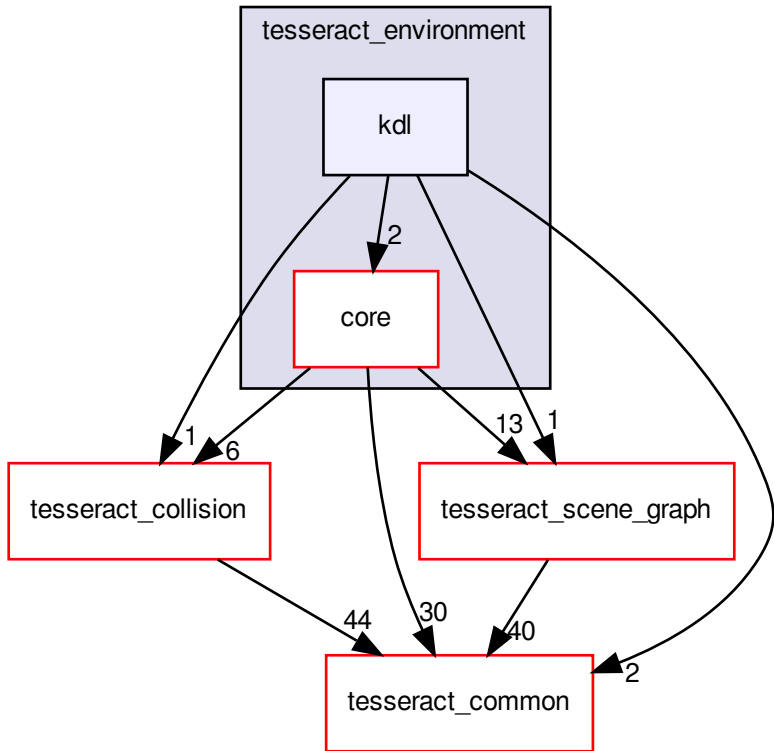 tesseract_environment
kdl
2
core
13
1
1
6
tesseract_collision
tesseract_scene_graph
44
30
40
2
tesseract_common